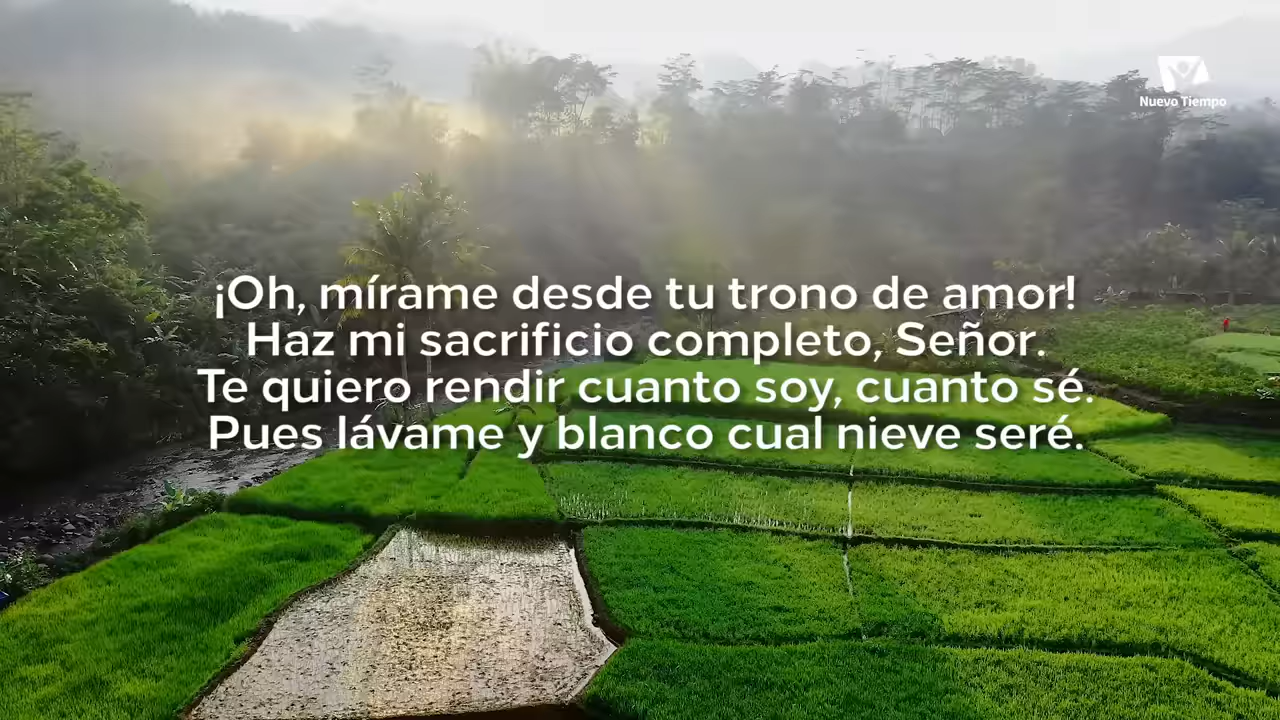 Nuevo Tiempo
¡Oh, mírame desde tu trono de amor!
Haz mi sacrificio completo, Señor.
Te quiero rendir cuanto soy, cuanto sé.
Pues lávame y blanco cual nieve seré.